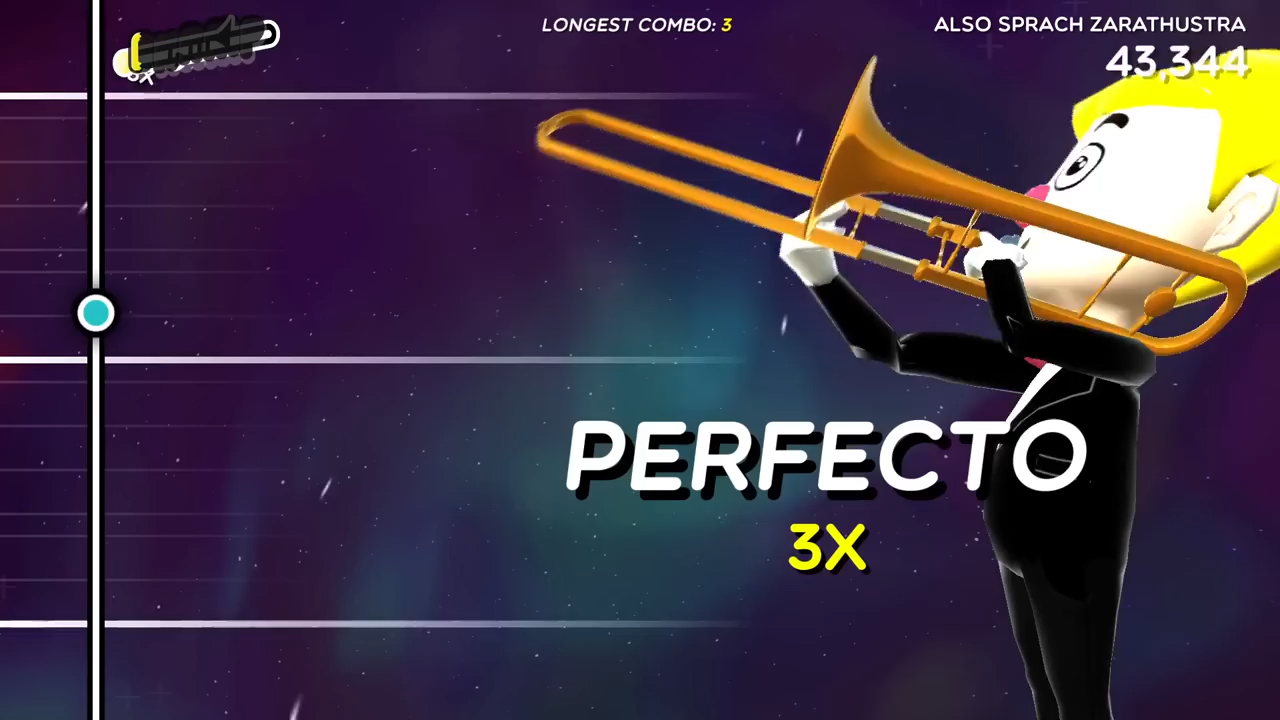 LONGEST COMBO: 3
ALSO SPRACH ZARATHUSTRA
43,344
PERFECTO
3X